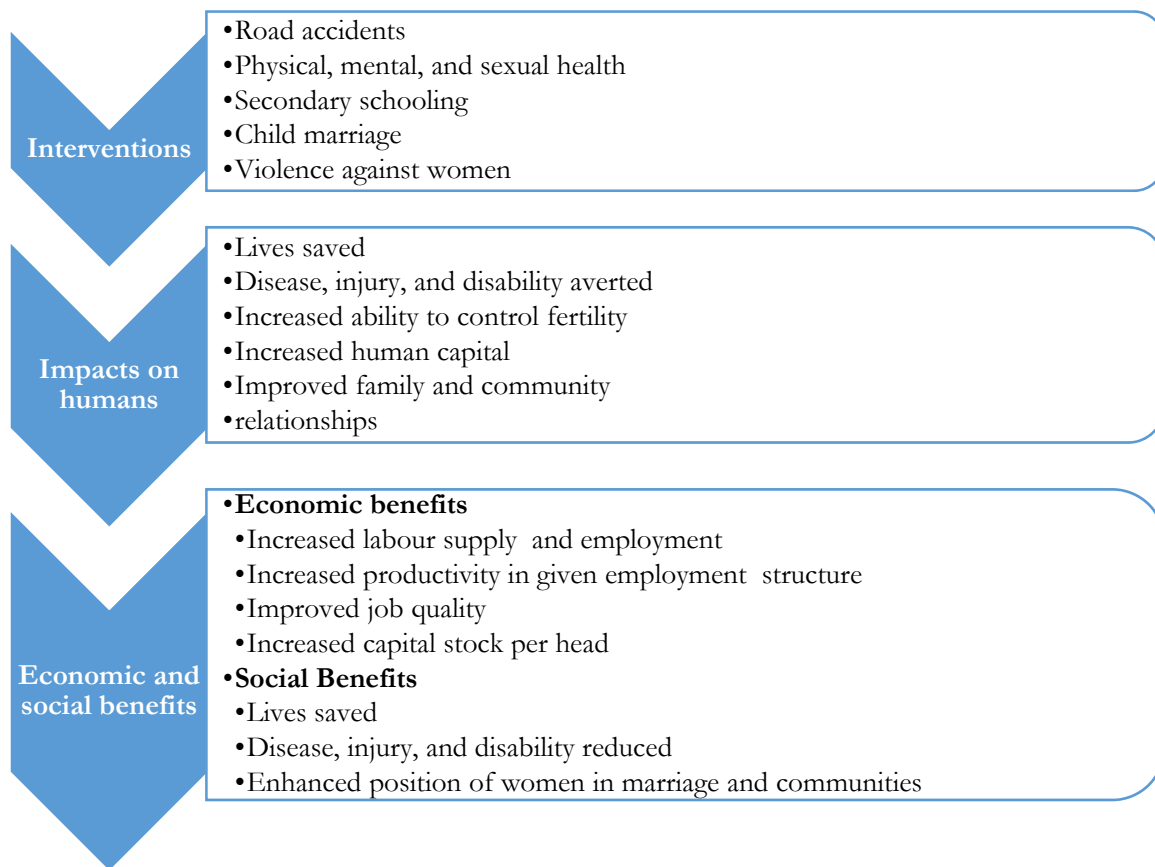 Interventions
•Road accidents
•Physical, mental, and sexual health
•Secondary schooling
•Child marriage
•Violence against women
Impacts on
humans
•Lives saved
•Disease, injury, and disability averted
•Increased ability to control fertility
•Increased human capital
•Improved family and community
•relationships
Economic and
social benefits
•Economic benefits
•Increased labour supply and employment
•Increased productivity in given employment structure
•Improved job quality
•Increased capital stock per head
•Social Benefits
•Lives saved
•Disease, injury, and disability reduced
•Enhanced position of women in marriage and communities